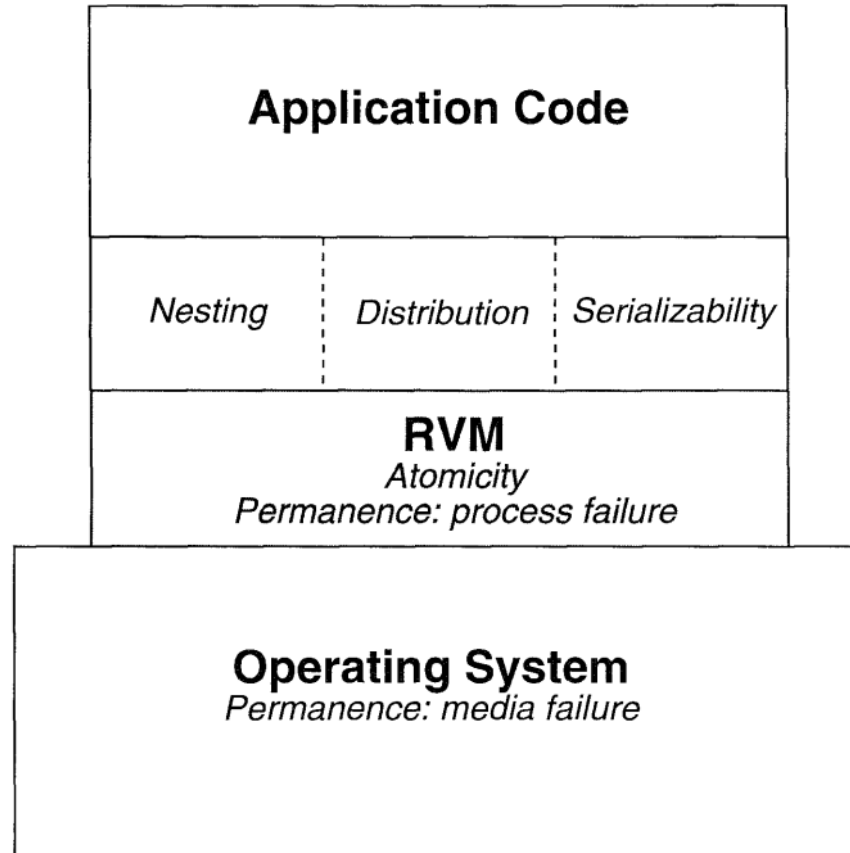 Application Code
Nesting Distribution Serializability
RVM
Atomicity
Permanence: process failure
Operating System
Permanence: media failure